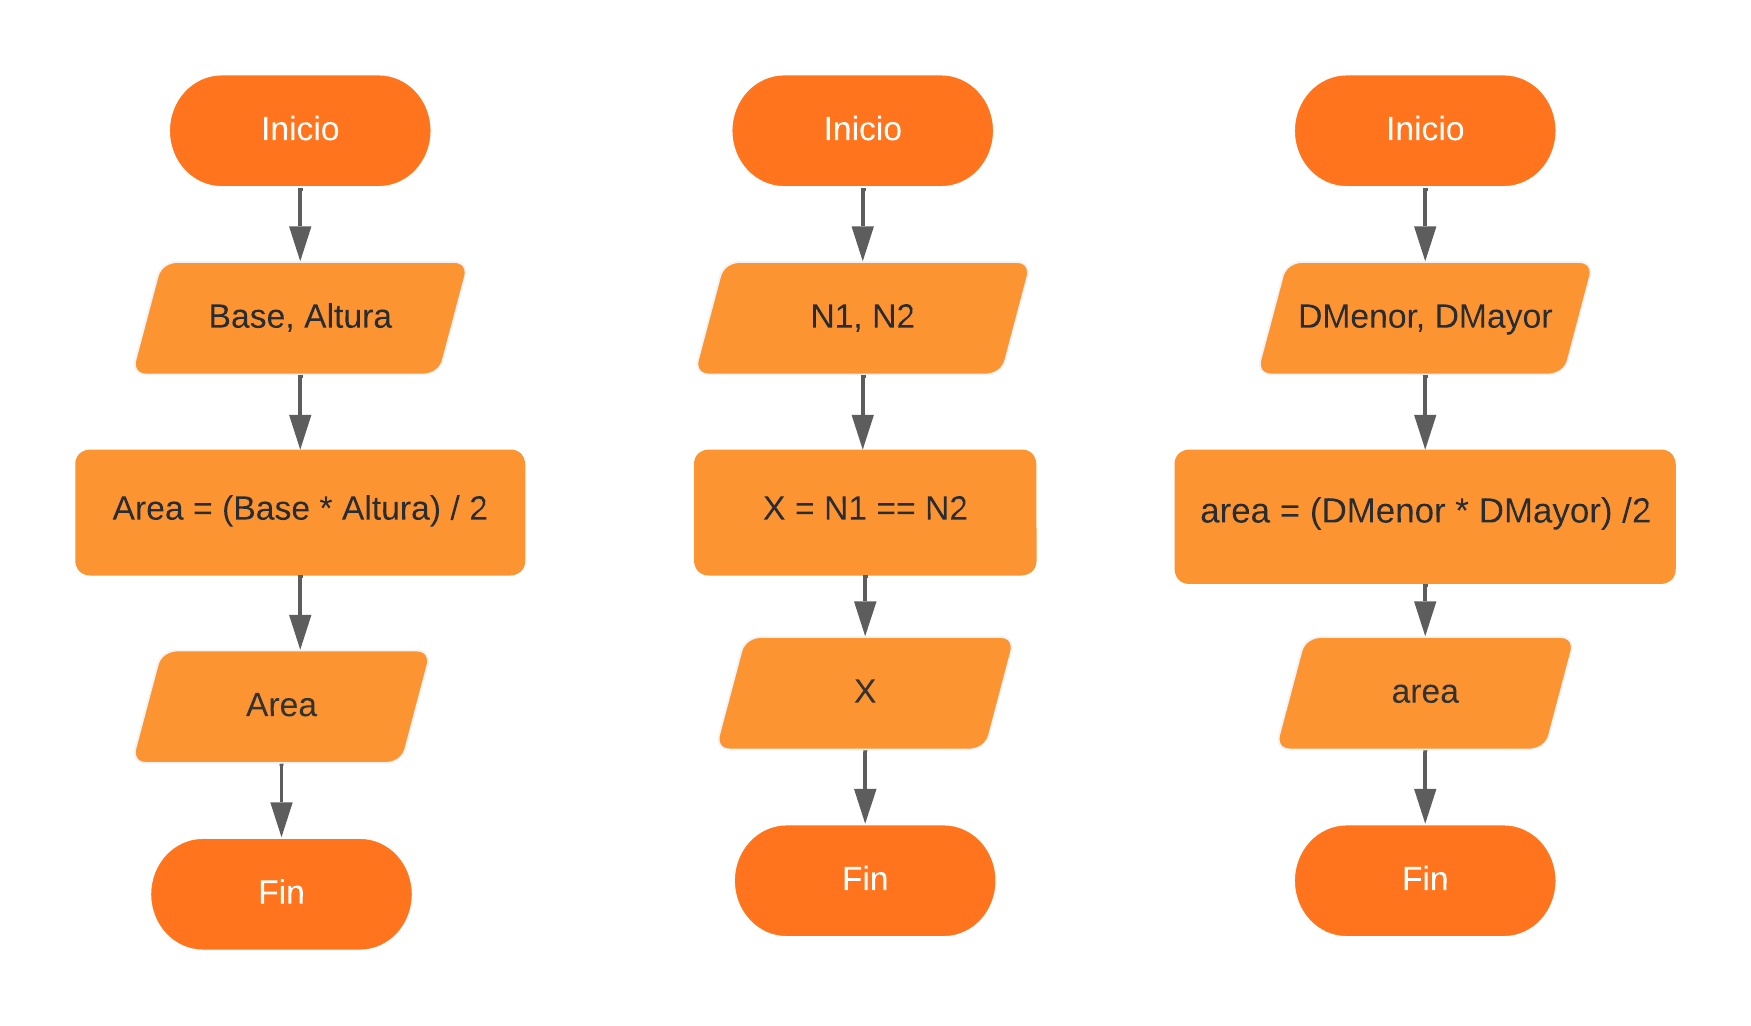 Inicio
Base, Altura
Area = (Base * Altura) / 2
Area
Fin
Inicio
N1, N2
X = N1 == N2
X
Fin
Inicio
DMenor, DMayor
area = (DMenor * DMayor) /2
area
Fin